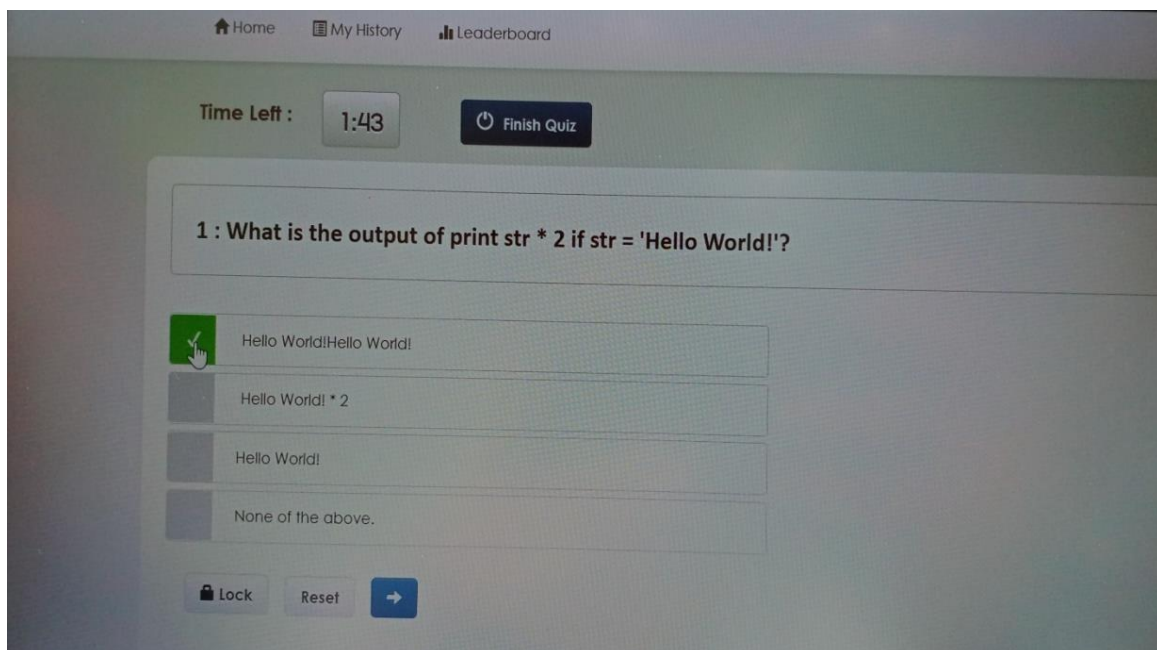 Home My History Leaderboard
Time Left : 1:43 Finish Quiz
1 : What is the output of print str * 2 if str = 'Hello World!'?
Hello World!Hello World!
Hello World! * 2
Hello World!
None of the above.
Lock Reset